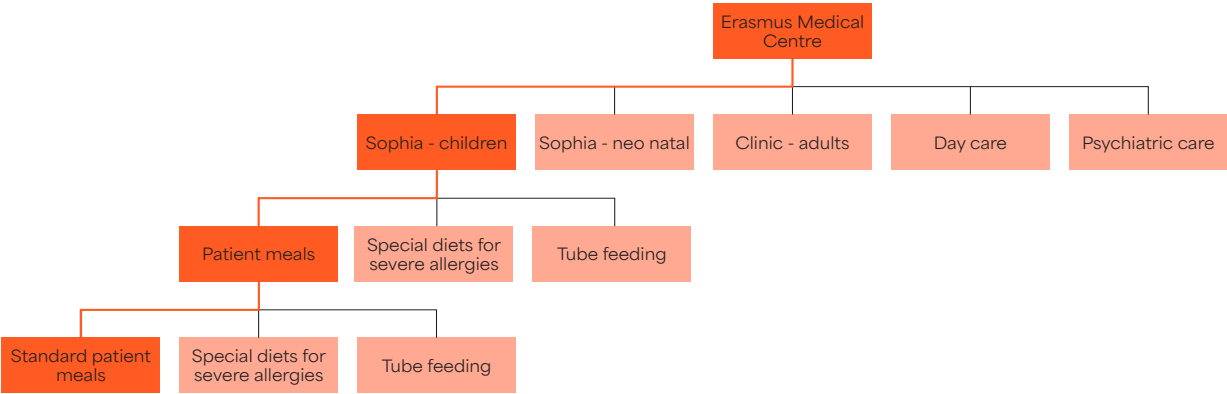 Erasmus Medical
Centre
Sophia - children
Sophia - neo natal
Clinic - adults
Day care
Psychiatric care
Patient meals
Special diets for
severe allergies
Tube feeding
Standard patient
meals
Special diets for
severe allergies
Tube feeding